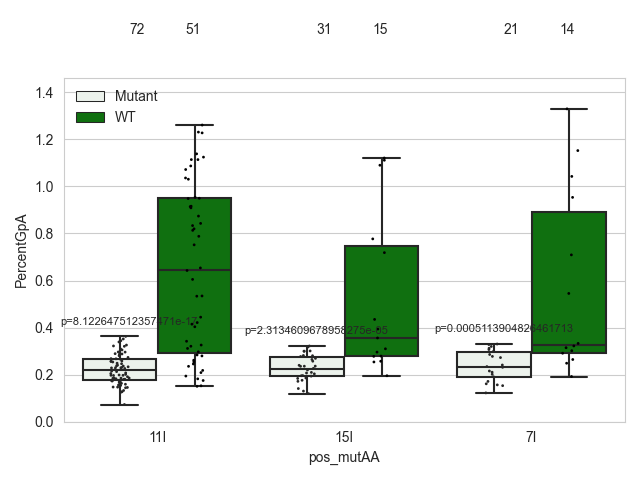 72 51 31 15 21 14
1.4
Mutant
WT
1.2
1.0
0.8
PercentGpA
0.6
0.4
p=8.122647512357471e-17
p=2.3134609678958275e-05
p=0.0005113904826461713
0.2
0.0
11I 15I 7I
pos_mutAA